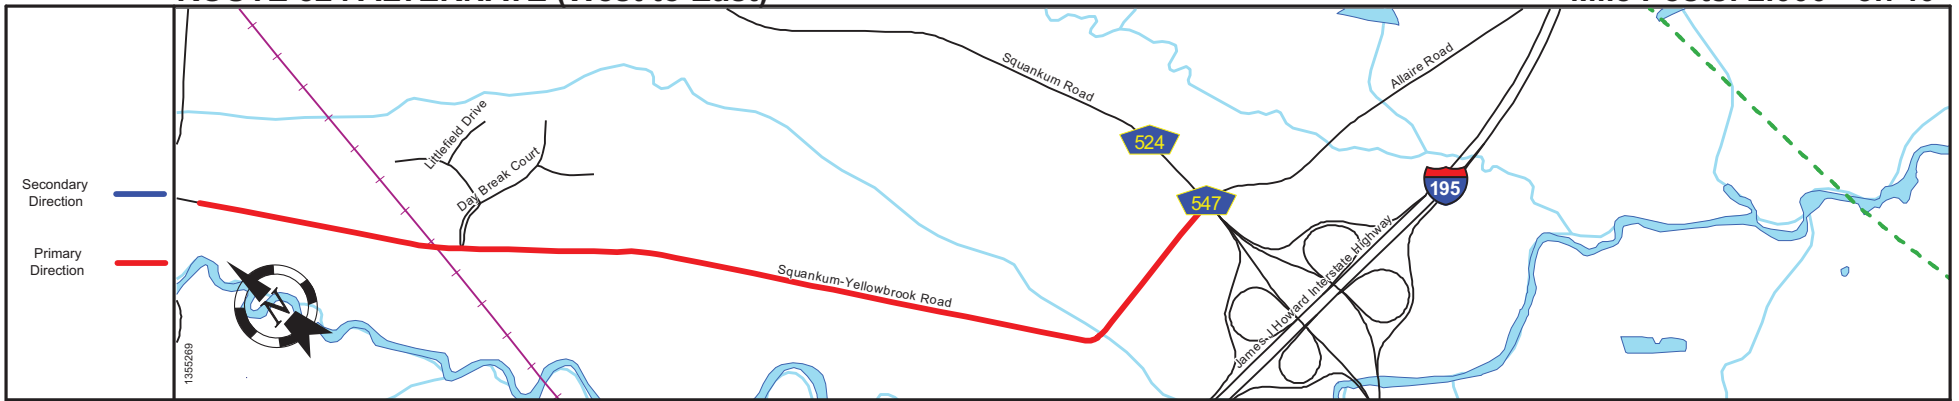 Squankum Road
Allaire Road
Littlefield Drive
524
Day Break Court
195
Secondary
Direction
547
Primary
Direction
James J Howard Interstate Highway
Squankum-Yellowbrook Road
N
1355269